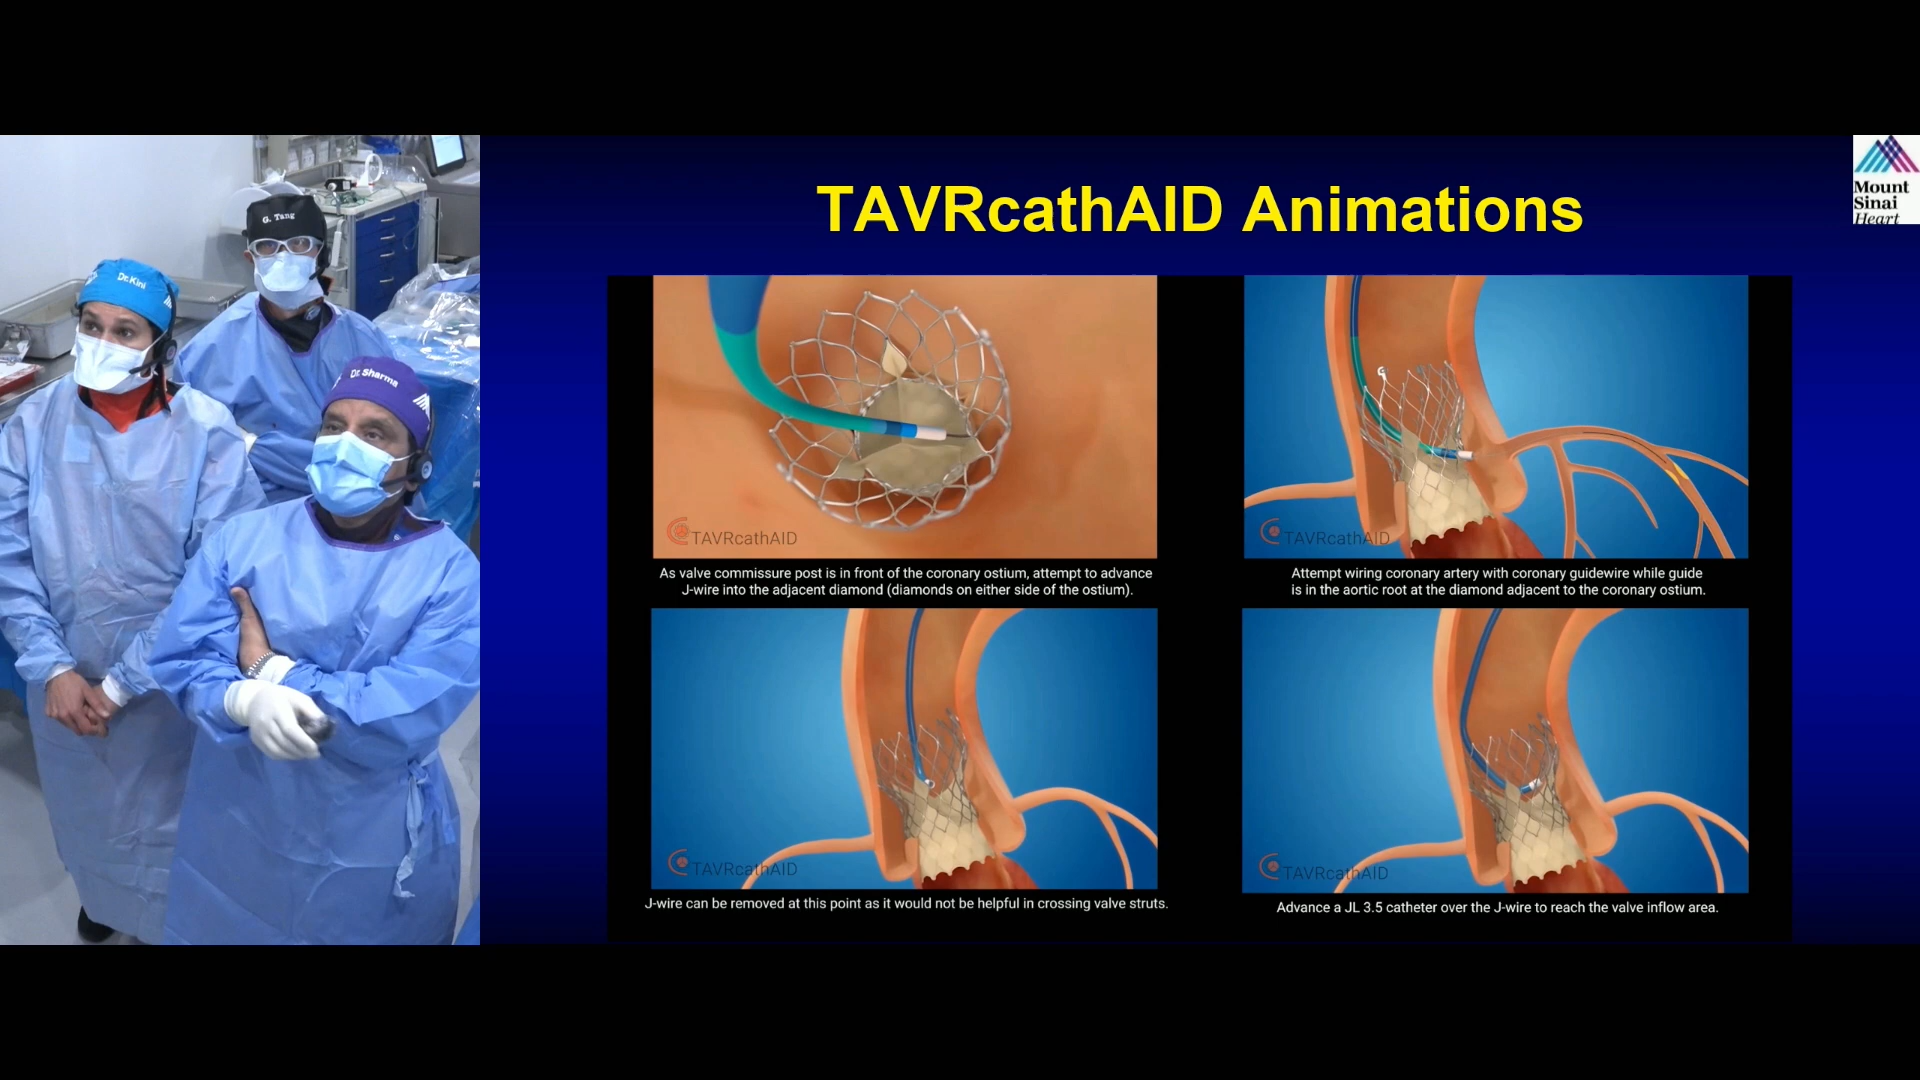 G. Tang
Dr. Kini
Dr. Sharma
TAVRcathAID Animations
Mount
Sinai
Heart
TAVRcathAID
As valve commissure post is in front of the coronary ostium, attempt to advance
J-wire into the adjacent diamond (diamonds on either side of the ostium).
TAVRcathAID
Attempt wiring coronary artery with coronary guidewire while guide
is in the aortic root at the diamond adjacent to the coronary ostium.
TAVRcathAID
J-wire can be removed at this point as it would not be helpful in crossing valve struts.
TAVRcathAID
Advance a JL 3.5 catheter over the J-wire to reach the valve inflow area.